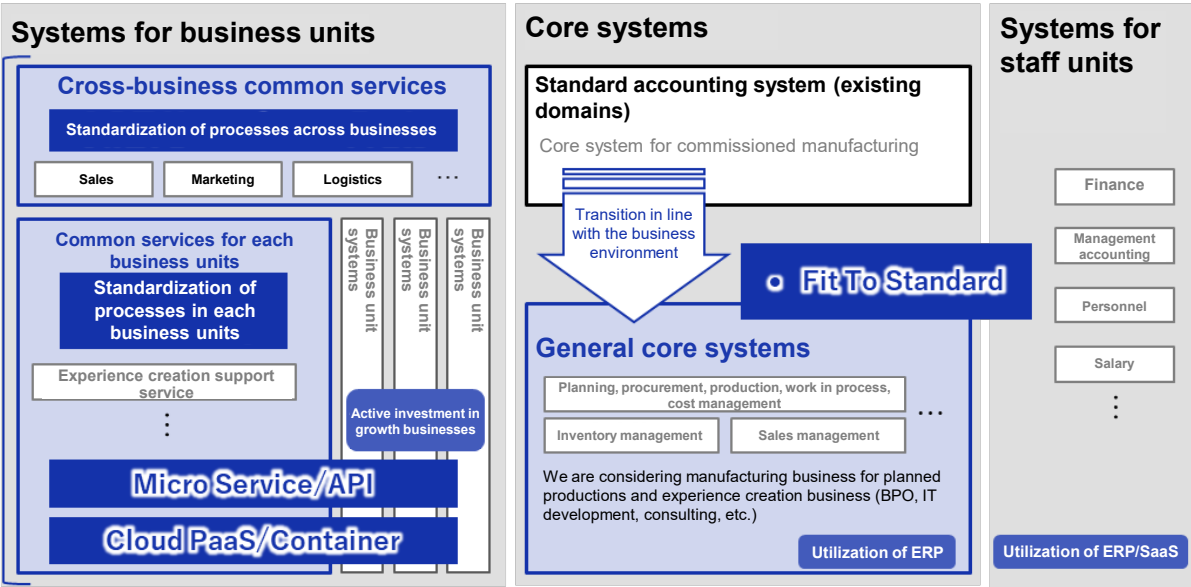 Systems for business units
Cross-business common services
Standardization of processes across businesses
Sales
Marketing
Logistics
...
Common services for each
business units
Standardization of
processes in each
business units
Experience creation support
service
⋮
Business unit
systems
Business unit
systems
Business unit
systems
Active investment in
growth businesses
Micro Service/API
Cloud PaaS/Container
Core systems
Standard accounting system (existing
domains)
Core system for commissioned manufacturing
Transition in line
with the business
environment
• Fit To Standard
General core systems
Planning, procurement, production, work in process,
cost management
...
Inventory management
Sales management
We are considering manufacturing business for planned
productions and experience creation business (BPO, IT
development, consulting, etc.)
Utilization of ERP
Systems for
staff units
Finance
Management
accounting
Personnel
Salary
⋮
Utilization of ERP/SaaS